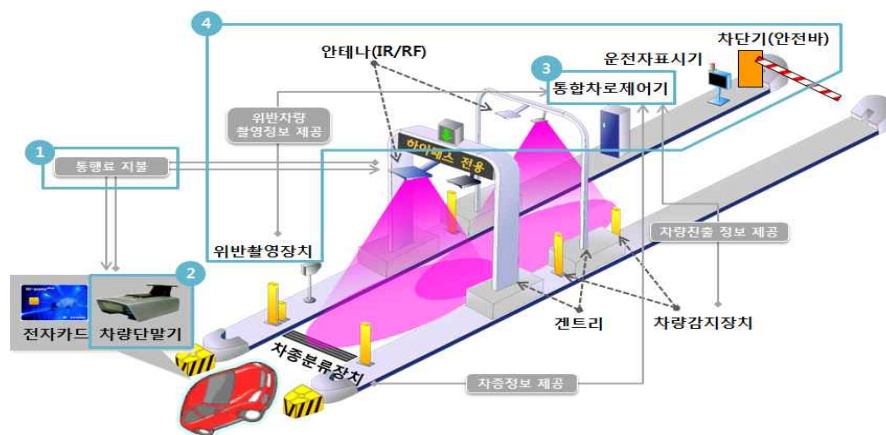 4
안테나(IR/RF)
차단기(안전바)
운전자표시기
3
통합차로제어기
위반차량
촬영정보 제공
1
통행료 지불
하이패스 전용
위반촬영장치
차량진출 정보 제공
2
전자카드
차량단말기
겐트리
차량감지장치
차종분류장치
차종정보 제공